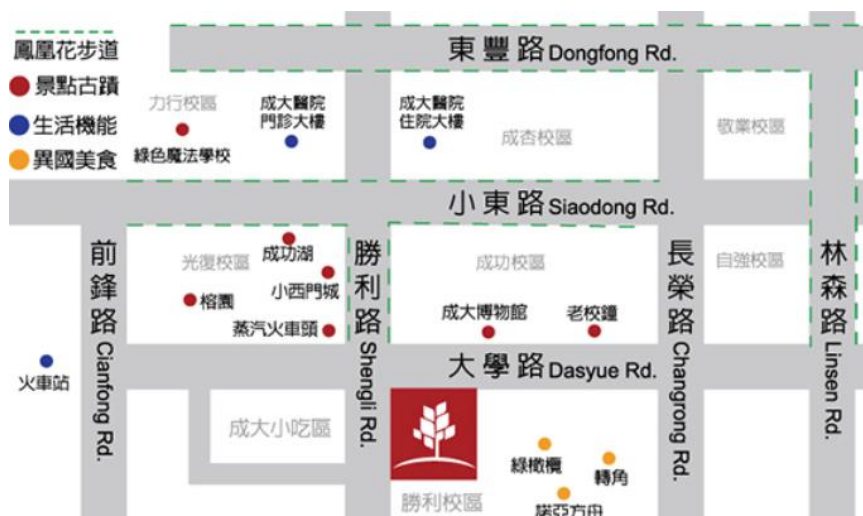 鳳凰花步道
景點古蹟
生活機能
異國美食
東豐路 Dongfong Rd.
力行校區
綠色魔法學校
成大醫院
門診大樓
成大醫院
住院大樓
成杏校區
敬業校區
小東路 Siaodong Rd.
前鋒路 Cianfong Rd.
光復校區
成功湖
小西門城
榕園
蒸汽火車頭
勝利路 Shengli Rd.
成功校區
成大博物館
老校鐘
長榮路 Changrong Rd.
自強校區
林森路 Linsen Rd.
火車站
大學路 Dasyue Rd.
成大小吃區
勝利校區
綠橄欖
轉角
諾亞方舟